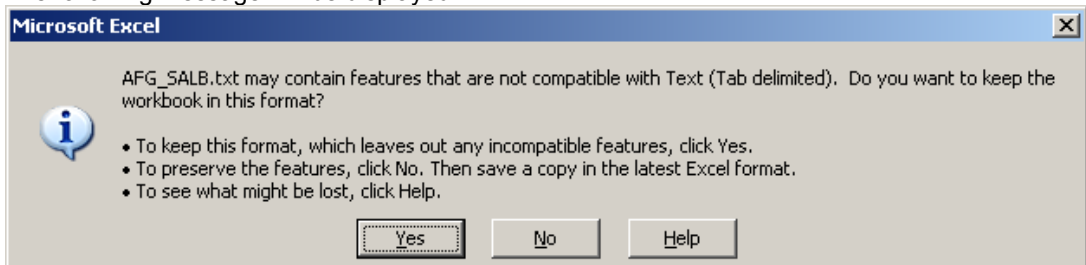 Microsoft Excel
AFG_SALB.txt may contain features that are not compatible with Text (Tab delimited). Do you want to keep the
workbook in this format?
• To keep this format, which leaves out any incompatible features, click Yes.
• To preserve the features, click No. Then save a copy in the latest Excel format.
• To see what might be lost, click Help.
Yes No Help